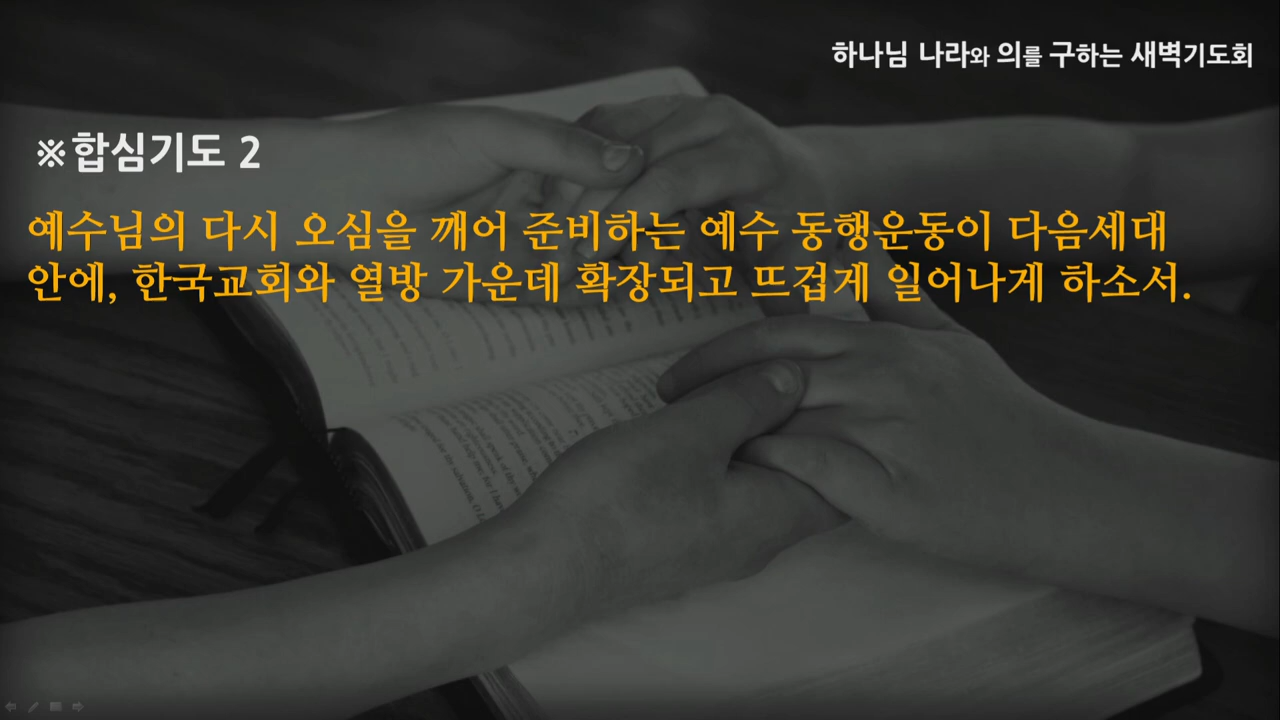 하나님 나라와 의를 구하는 새벽기도회
※합심기도 2
예수님의 다시 오심을 깨어 준비하는 예수 동행운동이 다음세대
안에, 한국교회와 열방 가운데 확장되고 뜨겁게 일어나게 하소서.